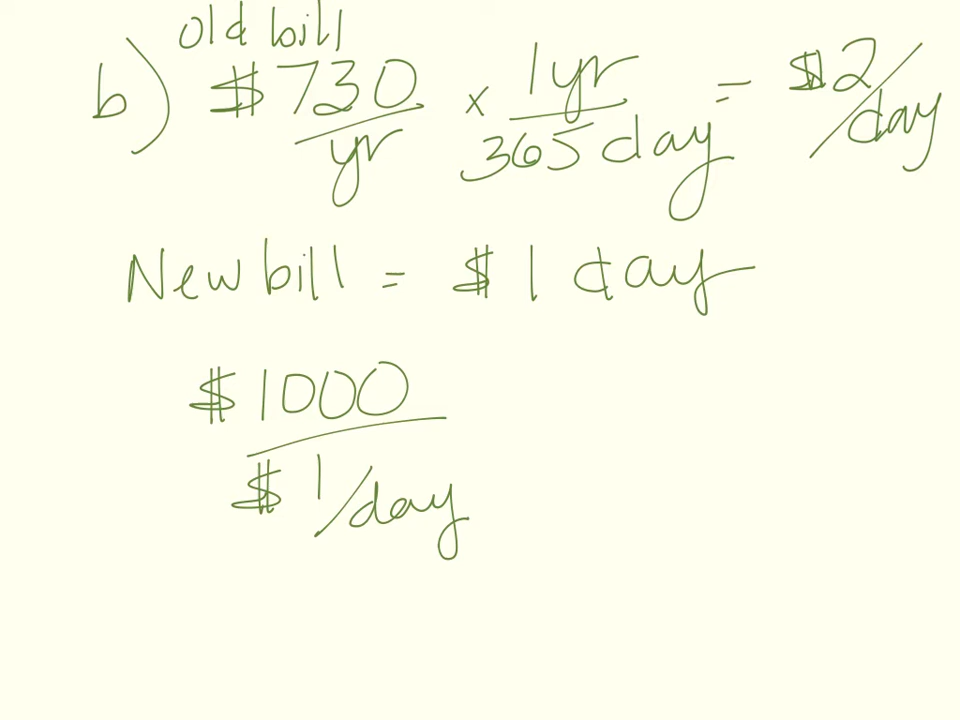 old bill
b) $730/yr × 1yr/365 day = $2/day
New bill = $1 day
$1000
$1/day